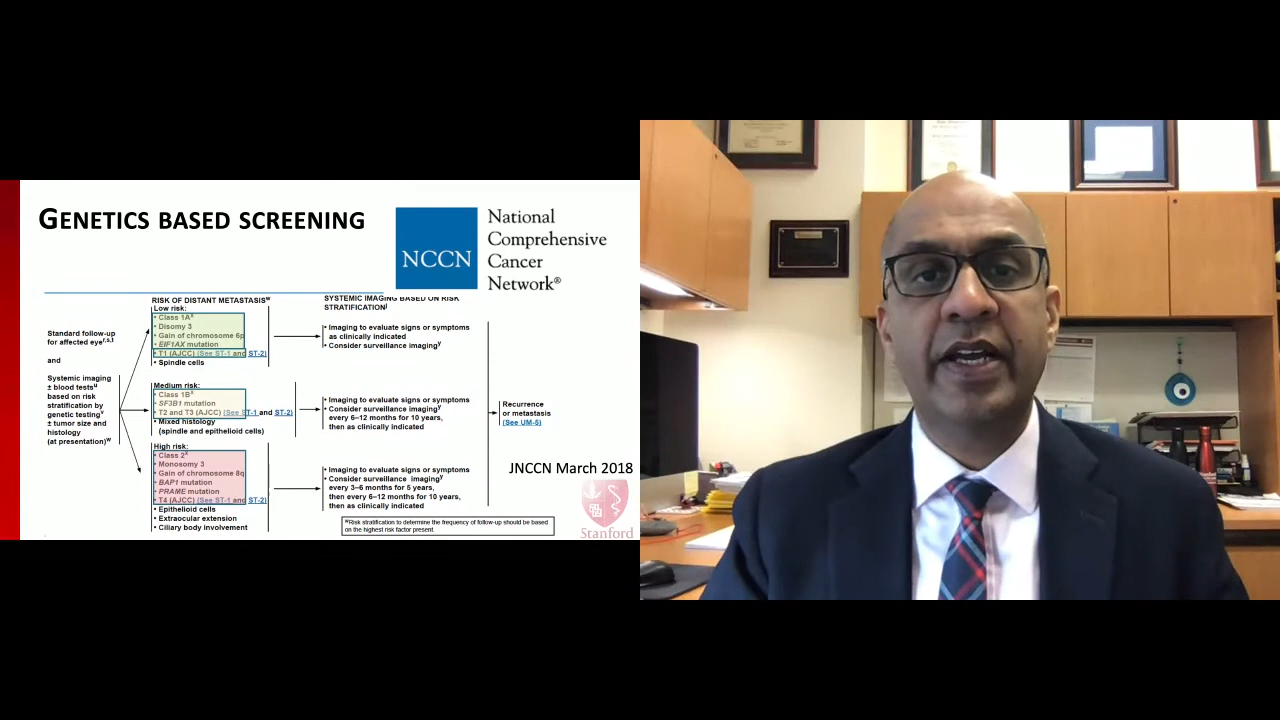 GENETICS BASED SCREENING
NCCN
National
Comprehensive
Cancer
Network®
Standard follow-up
for affected eye r,s,t
and
Systemic imaging
± blood tests u
based on risk
stratification by
genetic testing v
± tumor size and
histology
(at presentation) w
RISK OF DISTANT METASTASIS w
Low risk:
• Class 1A x
• Disomy 3
• Gain of chromosome 6p
• EIF1AX mutation
• T1 (AJCC) (See ST-1 and ST-2)
• Spindle cells
Medium risk:
• Class 1B x
• SF3B1 mutation
• T2 and T3 (AJCC) (See ST-1 and ST-2)
• Mixed histology
(spindle and epithelioid cells)
High risk:
• Class 2 x
• Monosomy 3
• Gain of chromosome 8q
• BAP1 mutation
• PRAME mutation
• T4 (AJCC) (See ST-1 and ST-2)
• Epithelioid cells
• Extraocular extension
• Ciliary body involvement
SYSTEMIC IMAGING BASED ON RISK
STRATIFICATION
• Imaging to evaluate signs or symptoms
as clinically indicated
• Consider surveillance imaging y
• Imaging to evaluate signs or symptoms
• Consider surveillance imaging y
every 6–12 months for 10 years,
then as clinically indicated
• Imaging to evaluate signs or symptoms
• Consider surveillance imaging y
every 3–6 months for 5 years,
then every 6–12 months for 10 years,
then as clinically indicated
Recurrence
or metastasis
(See UM-5)
JNCCN March 2018
w Risk stratification to determine the frequency of follow-up should be based
on the highest risk factor present.
Stanford